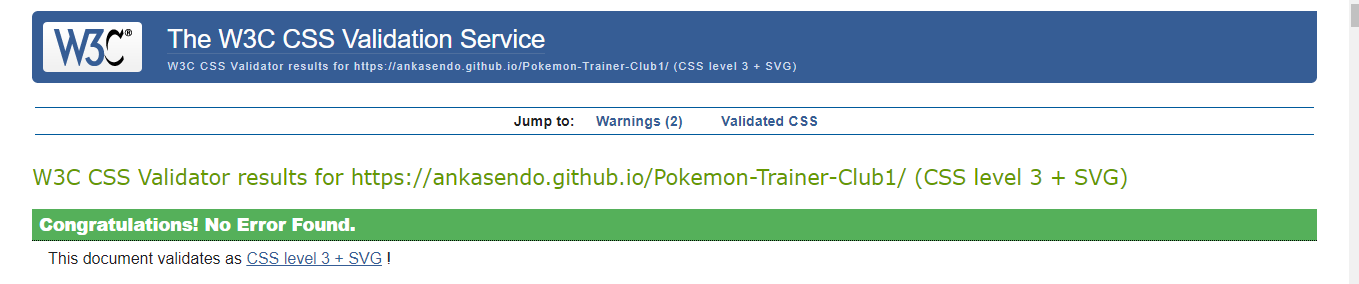 W3C®
The W3C CSS Validation Service
W3C CSS Validator results for https://ankasendo.github.io/Pokemon-Trainer-Club1/ (CSS level 3 + SVG)
Jump to: Warnings (2) Validated CSS
W3C CSS Validator results for https://ankasendo.github.io/Pokemon-Trainer-Club1/ (CSS level 3 + SVG)
Congratulations! No Error Found.
This document validates as CSS level 3 + SVG !